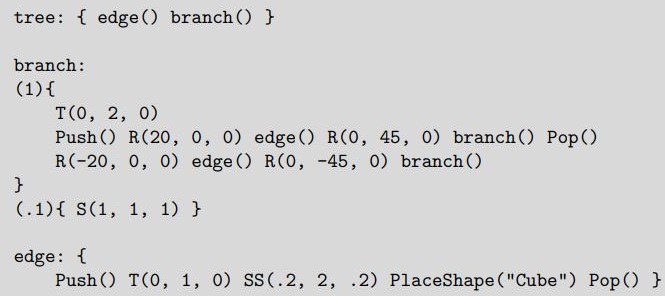 tree: { edge() branch() }
branch:
(1){
T(0, 2, 0)
Push() R(20, 0, 0) edge() R(0, 45, 0) branch() Pop()
R(-20, 0, 0) edge() R(0, -45, 0) branch()
}
(.1){ S(1, 1, 1) }
edge: {
Push() T(0, 1, 0) SS(.2, 2, .2) PlaceShape("Cube") Pop() }